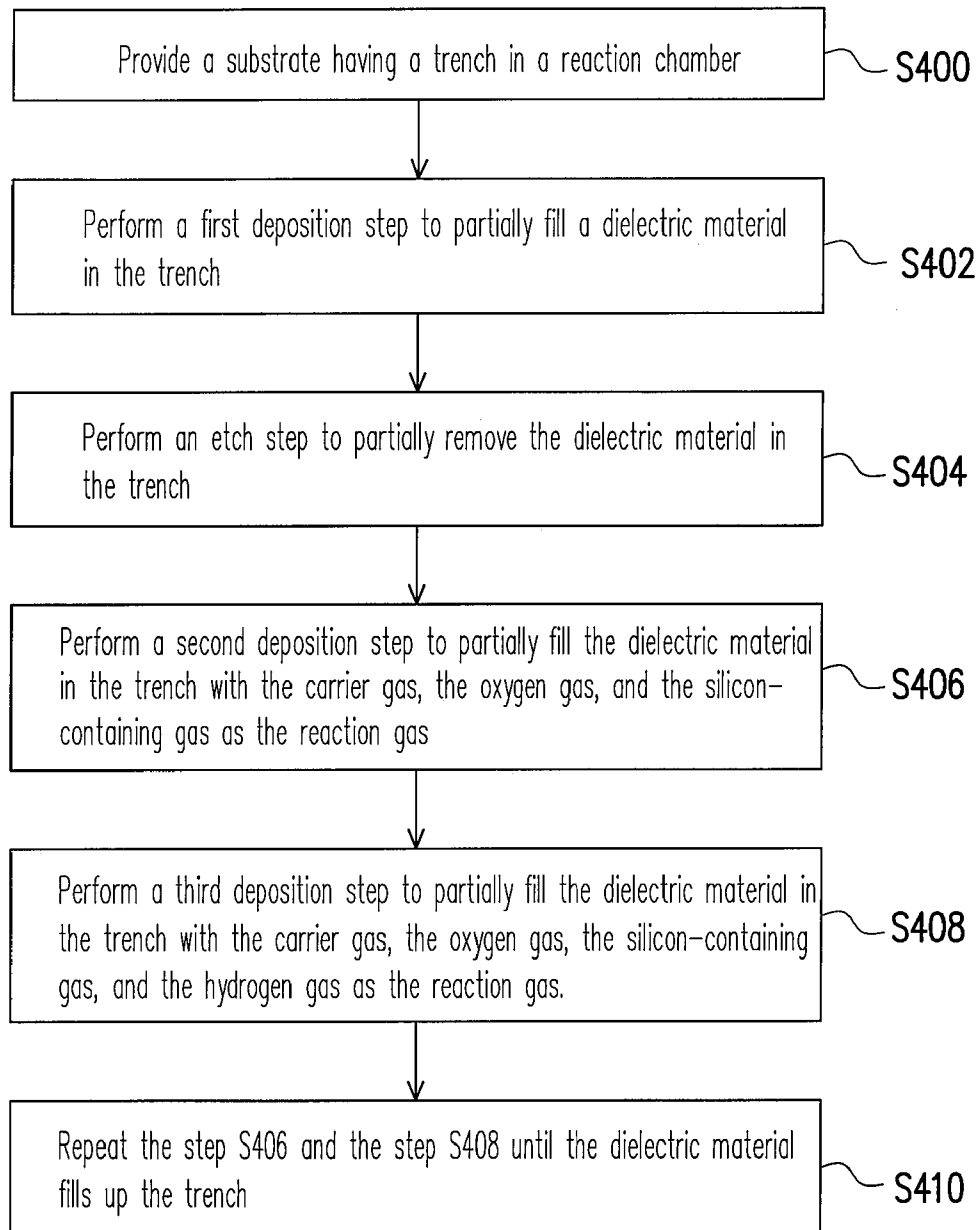 Provide a substrate having a trench in a reaction chamber
S400
Perform a first deposition step to partially fill a dielectric material
in the trench
S402
Perform an etch step to partially remove the dielectric material in
the trench
S404
Perform a second deposition step to partially fill the dielectric material
in the trench with the carrier gas, the oxygen gas, and the silicon-
containing gas as the reaction gas
S406
Perform a third deposition step to partially fill the dielectric material in
the trench with the carrier gas, the oxygen gas, the silicon-containing
gas, and the hydrogen gas as the reaction gas.
S408
Repeat the step S406 and the step S408 until the dielectric material
fills up the trench
S410